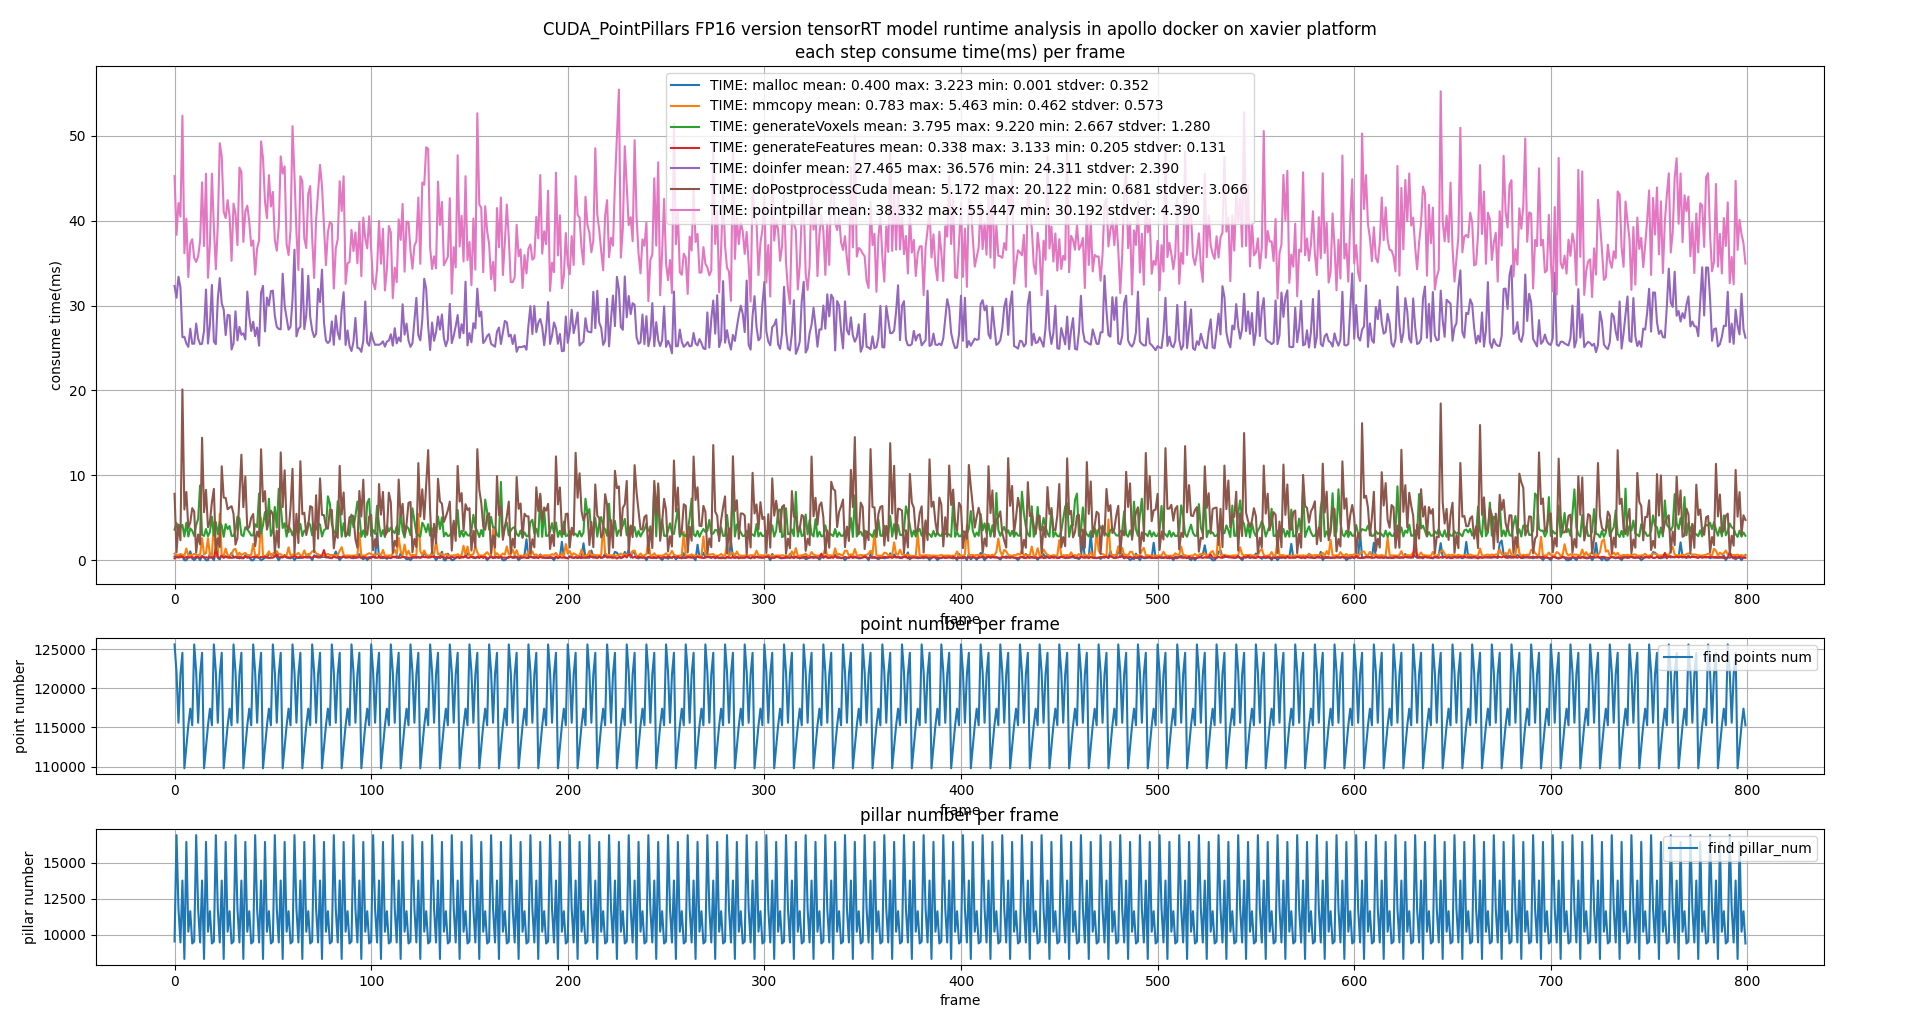 CUDA_PointPillars FP16 version tensorRT model runtime analysis in apollo docker on xavier platform
each step consume time(ms) per frame
TIME: malloc mean: 0.400 max: 3.223 min: 0.001 stdver: 0.352
TIME: mmcopy mean: 0.783 max: 5.463 min: 0.462 stdver: 0.573
TIME: generateVoxels mean: 3.795 max: 9.220 min: 2.667 stdver: 1.280
TIME: generateFeatures mean: 0.338 max: 3.133 min: 0.205 stdver: 0.131
TIME: doinfer mean: 27.465 max: 36.576 min: 24.311 stdver: 2.390
TIME: doPostprocessCuda mean: 5.172 max: 20.122 min: 0.681 stdver: 3.066
TIME: pointpillar mean: 38.332 max: 55.447 min: 30.192 stdver: 4.390
consume time(ms)
50
40
30
20
10
0
0 100 200 300 400 500 600 700 800
frame
point number per frame
find points num
point number
125000
120000
115000
110000
0 100 200 300 400 500 600 700 800
frame
pillar number per frame
find pillar_num
pillar number
15000
12500
10000
0 100 200 300 400 500 600 700 800
frame